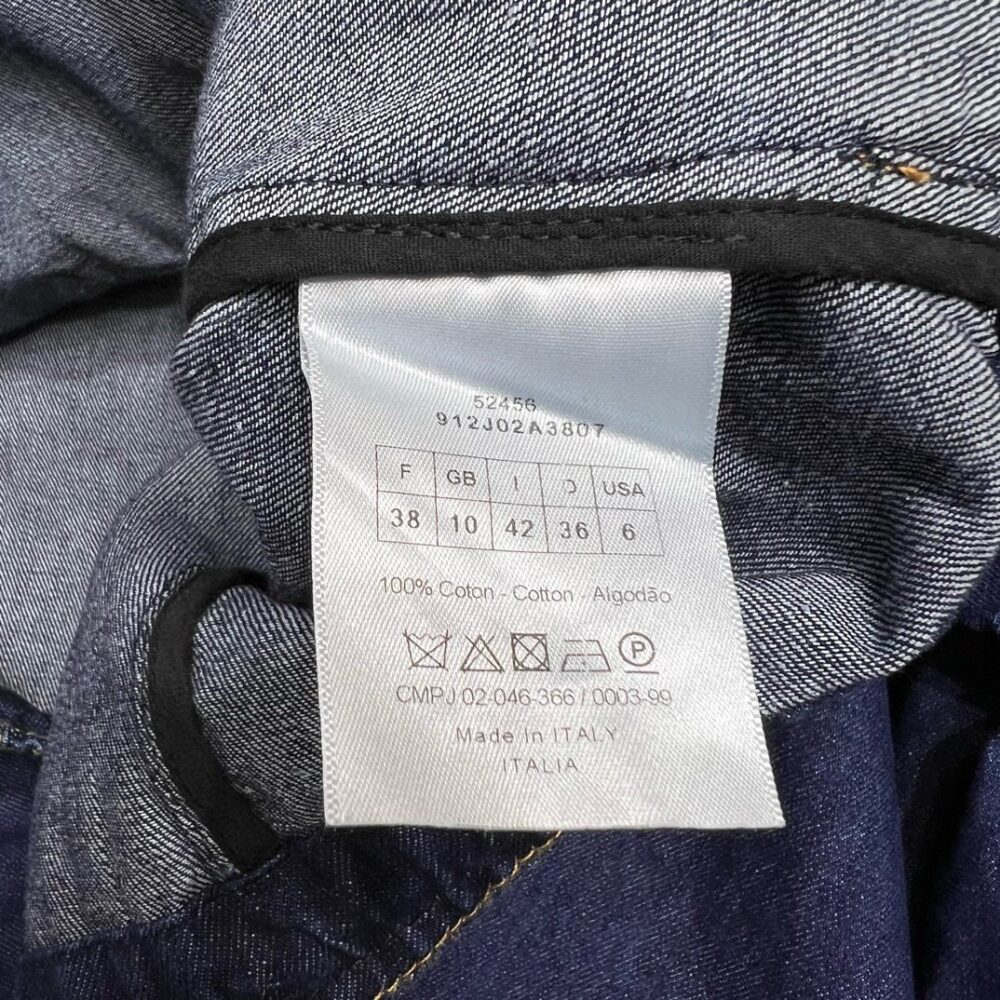 52456
912J02A3807
F GB I D USA
38 10 42 36 6
100% Coton - Cotton - Algodão
P
CMPJ 02-046-366 / 0003-99
Made in ITALY
ITALIA